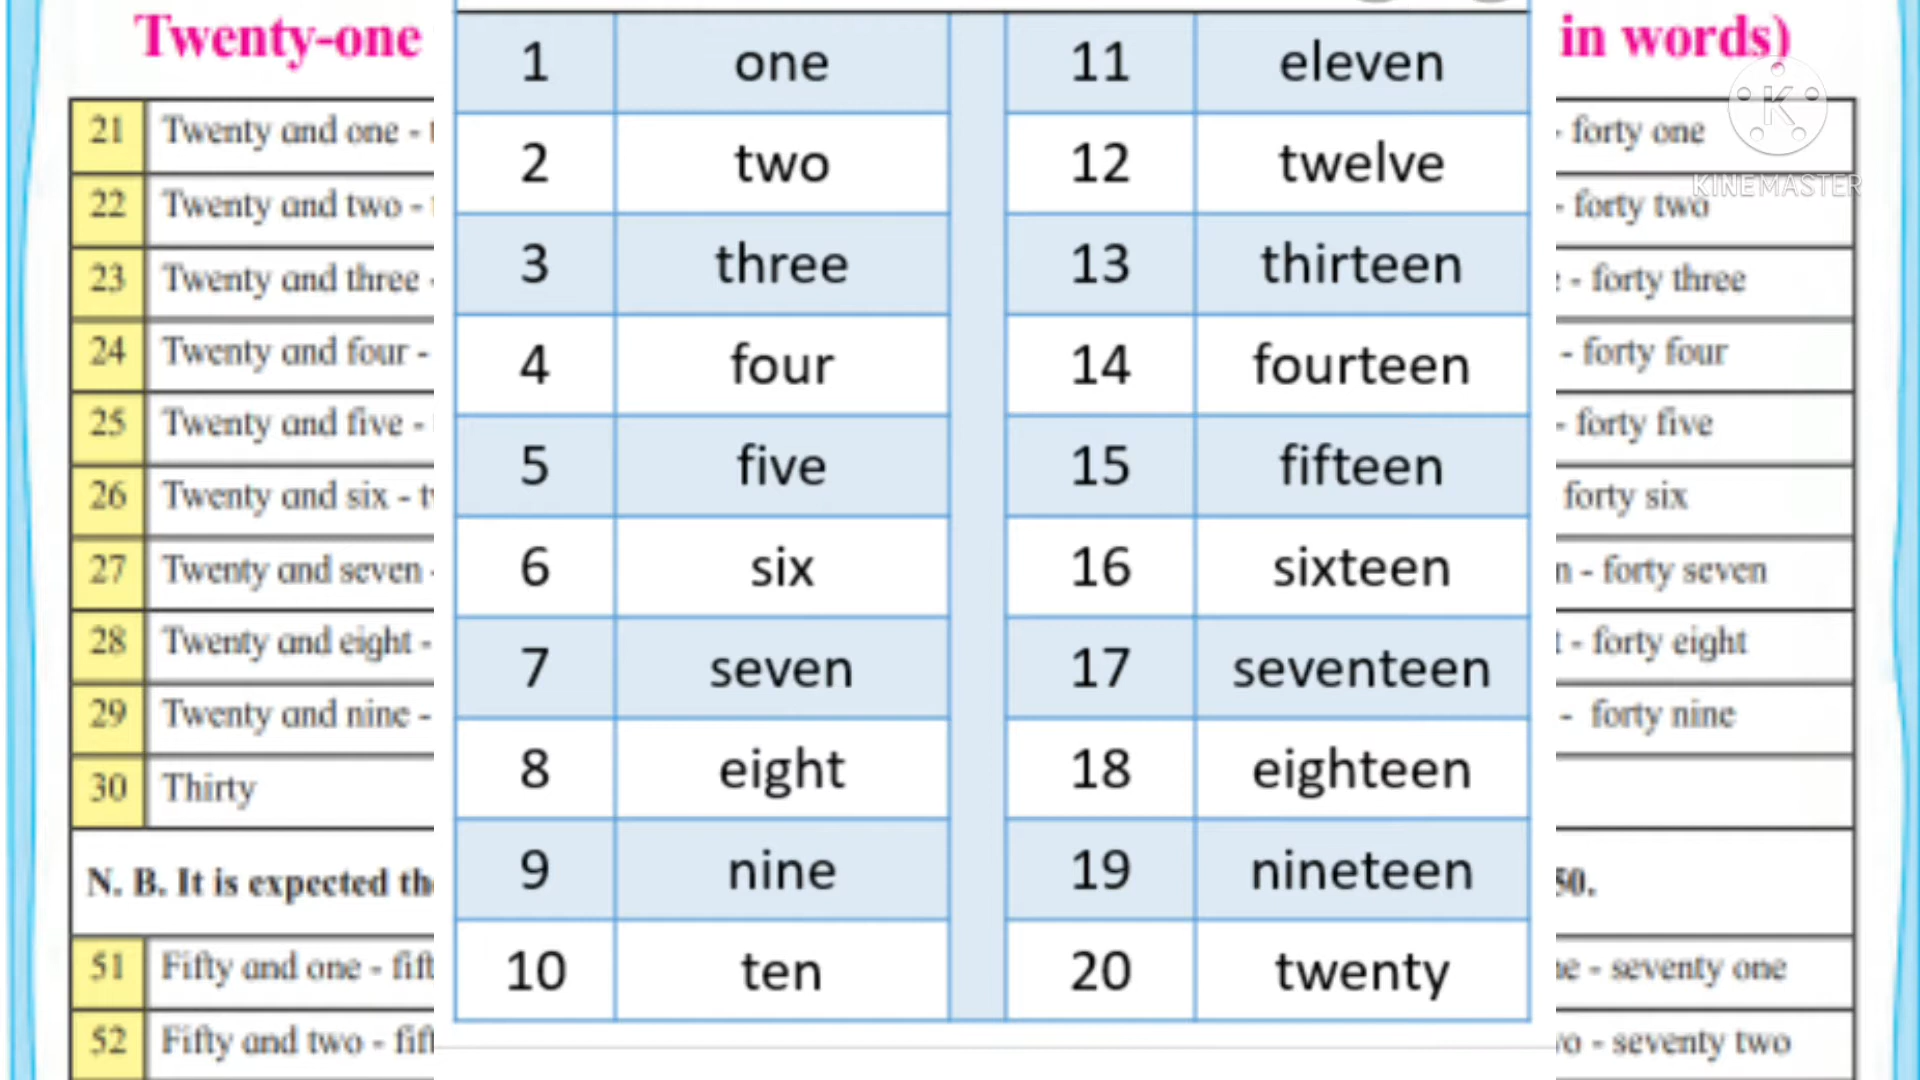 Twenty-one
in words)
1 one 11 eleven
2 two 12 twelve
3 three 13 thirteen
4 four 14 fourteen
5 five 15 fifteen
6 six 16 sixteen
7 seven 17 seventeen
8 eight 18 eighteen
9 nine 19 nineteen
10 ten 20 twenty
21 Twenty and one -
22 Twenty and two -
23 Twenty and three -
24 Twenty and four -
25 Twenty and five -
26 Twenty and six -
27 Twenty and seven -
28 Twenty and eight -
29 Twenty and nine -
30 Thirty
N. B. It is expected
51 Fifty and one -
52 Fifty and two -
- forty one
- forty two
- forty three
- forty four
- forty five
forty six
- forty seven
- forty eight
- forty nine
50.
- seventy one
- seventy two
K
KINEMASTER